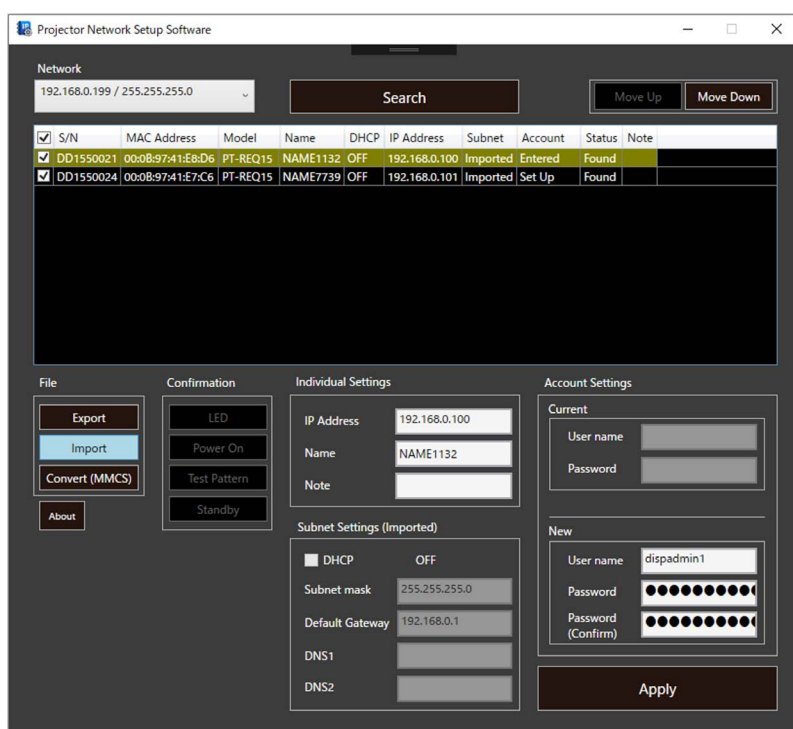 Projector Network Setup Software
Network
192.168.0.199 / 255.255.255.0
Search
Move Up
Move Down
S/N MAC Address Model Name DHCP IP Address Subnet Account Status Note
DD1550021 00:0B:97:41:E8:D6 PT-REQ15 NAME1132 OFF 192.168.0.100 Imported Entered Found
DD1550024 00:0B:97:41:E7:C6 PT-REQ15 NAME7739 OFF 192.168.0.101 Imported Set Up Found
File
Export
Import
Convert (MMCS)
About
Confirmation
LED
Power On
Test Pattern
Standby
Individual Settings
IP Address 192.168.0.100
Name NAME1132
Note
Subnet Settings (Imported)
DHCP OFF
Subnet mask 255.255.255.0
Default Gateway 192.168.0.1
DNS1
DNS2
Account Settings
Current
User name
Password
New
User name dispadmin1
Password
Password
(Confirm)
Apply